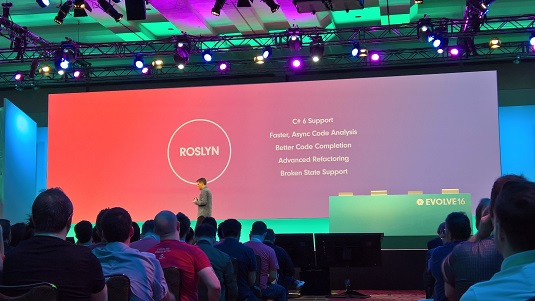 ROSLYN
C# 6 Support
Faster, Async Code Analysis
Better Code Completion
Advanced Refactoring
Broken State Support
EVOLVE16